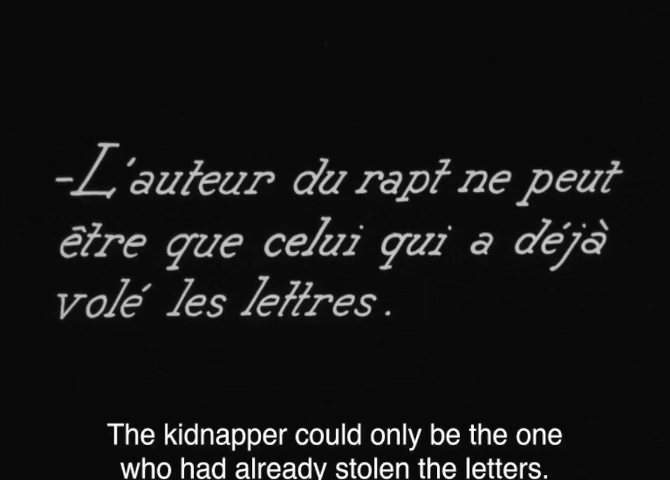 -L'auteur du rapt ne peut
être que celui qui a déjà
volé les lettres.
The kidnapper could only be the one
who had already stolen the letters.